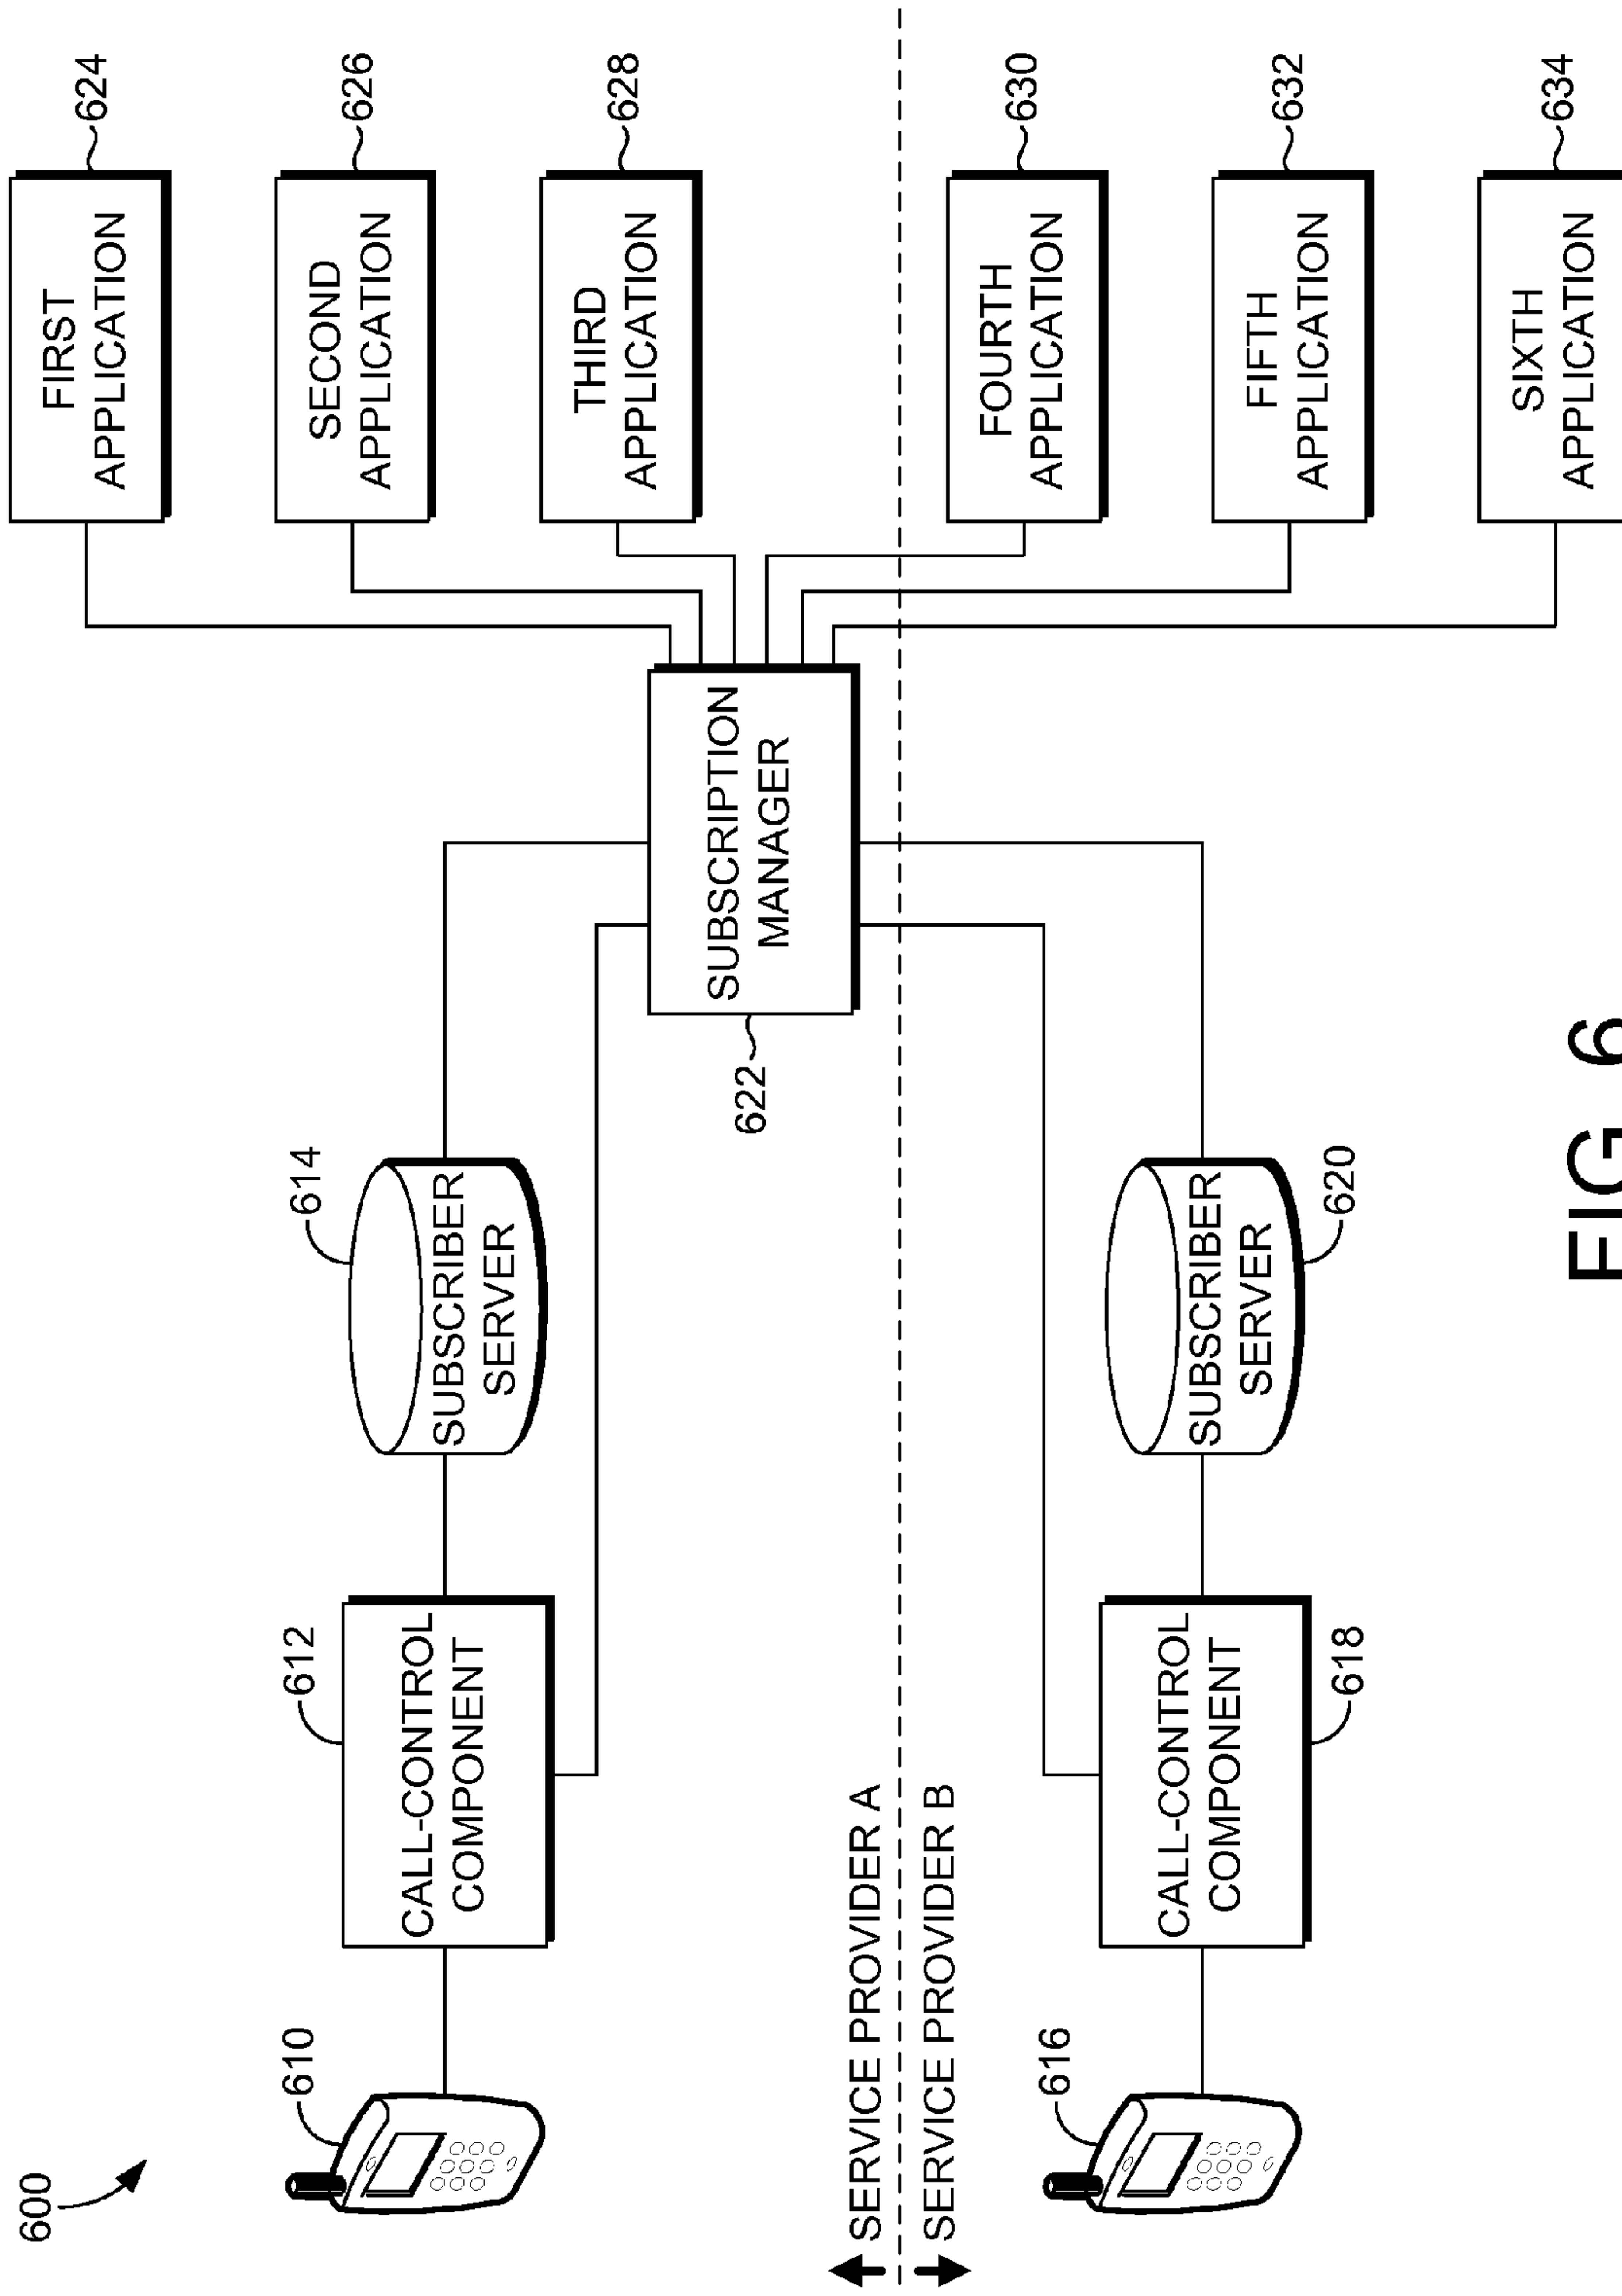 600
610
CALL-CONTROL
COMPONENT
612
SUBSCRIBER
SERVER
614
FIRST
APPLICATION
624
SECOND
APPLICATION
626
THIRD
APPLICATION
628
SUBSCRIPTION
MANAGER
622
SERVICE PROVIDER A
SERVICE PROVIDER B
616
CALL-CONTROL
COMPONENT
618
SUBSCRIBER
SERVER
620
FOURTH
APPLICATION
630
FIFTH
APPLICATION
632
SIXTH
APPLICATION
634
FIG 6